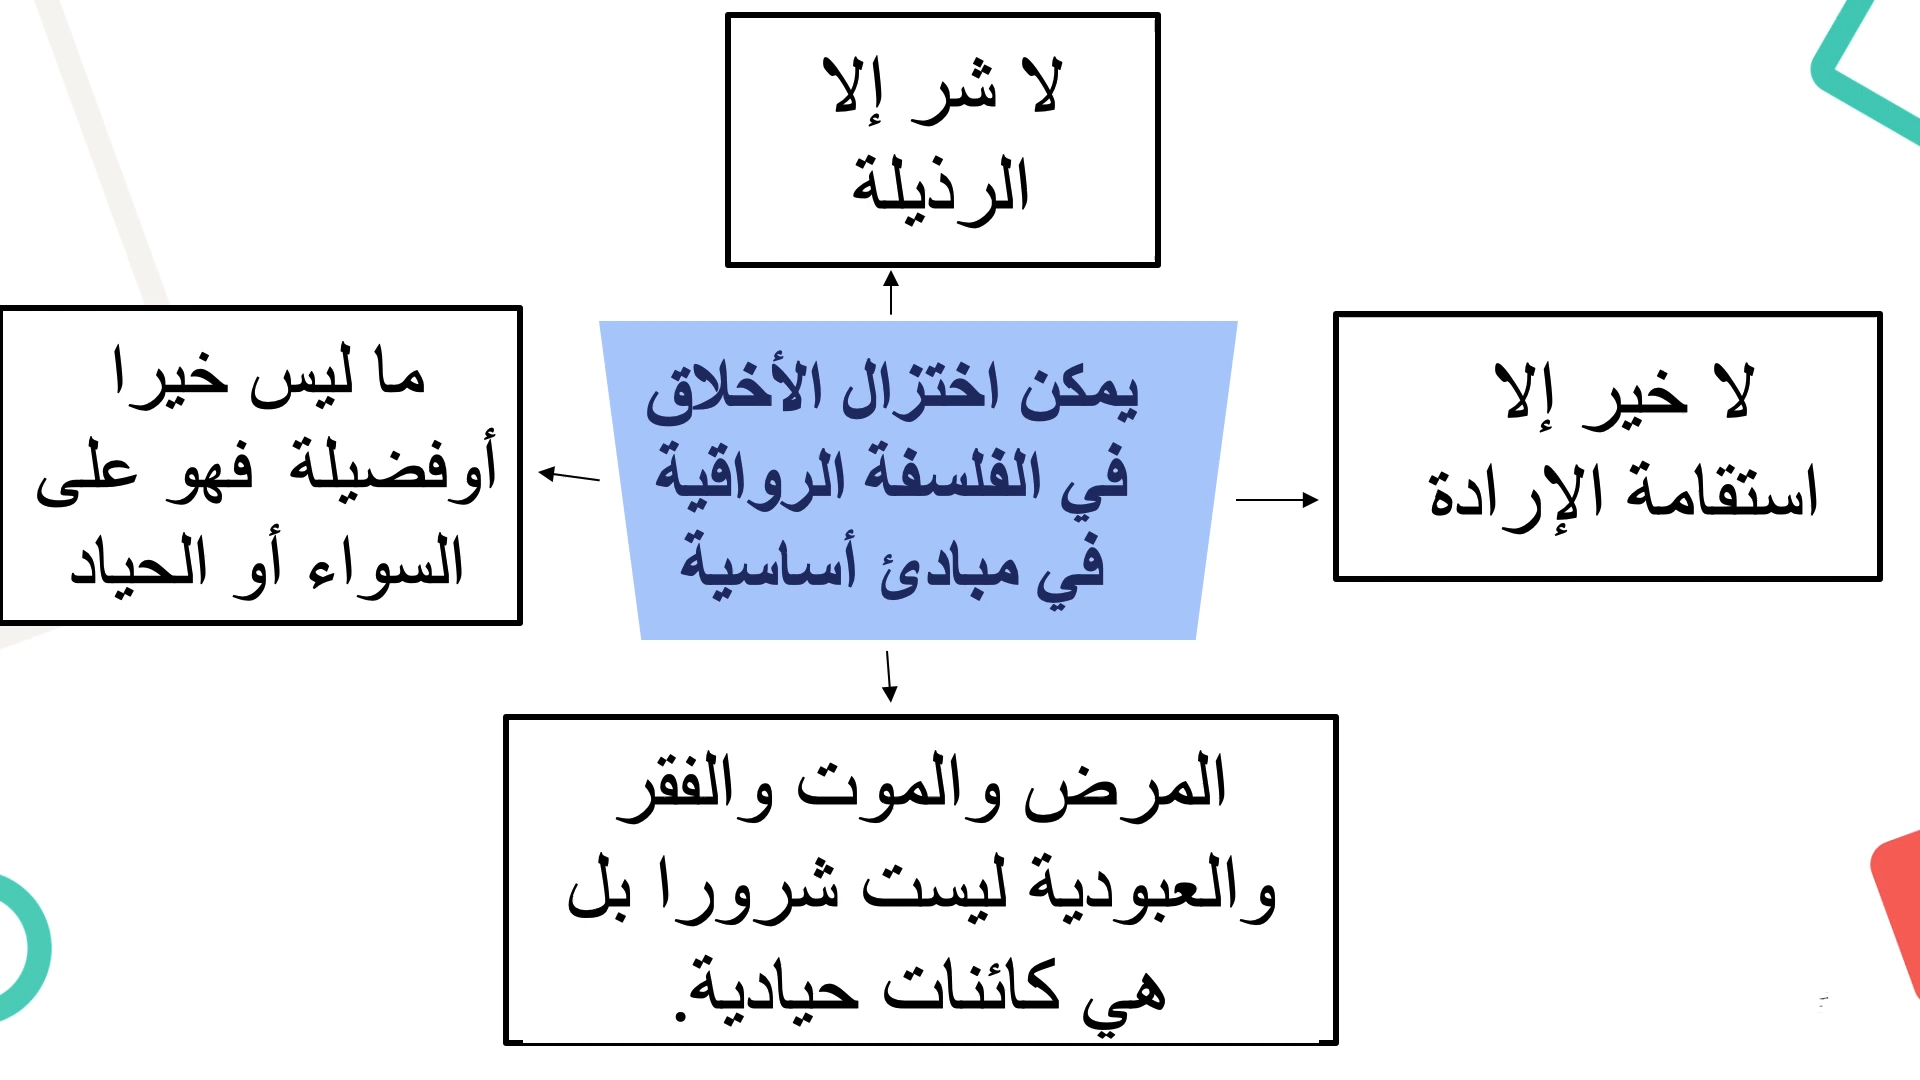 لا شر إلا
الرذيلة
يمكن اختزال الأخلاق
في الفلسفة الرواقية
في مبادئ أساسية
لا خير إلا
استقامة الإرادة
ما ليس خيرا
أوفضيلة فهو على
السواء أو الحياد
المرض والموت والفقر
والعبودية ليست شرورا بل
هي كائنات حيادية.